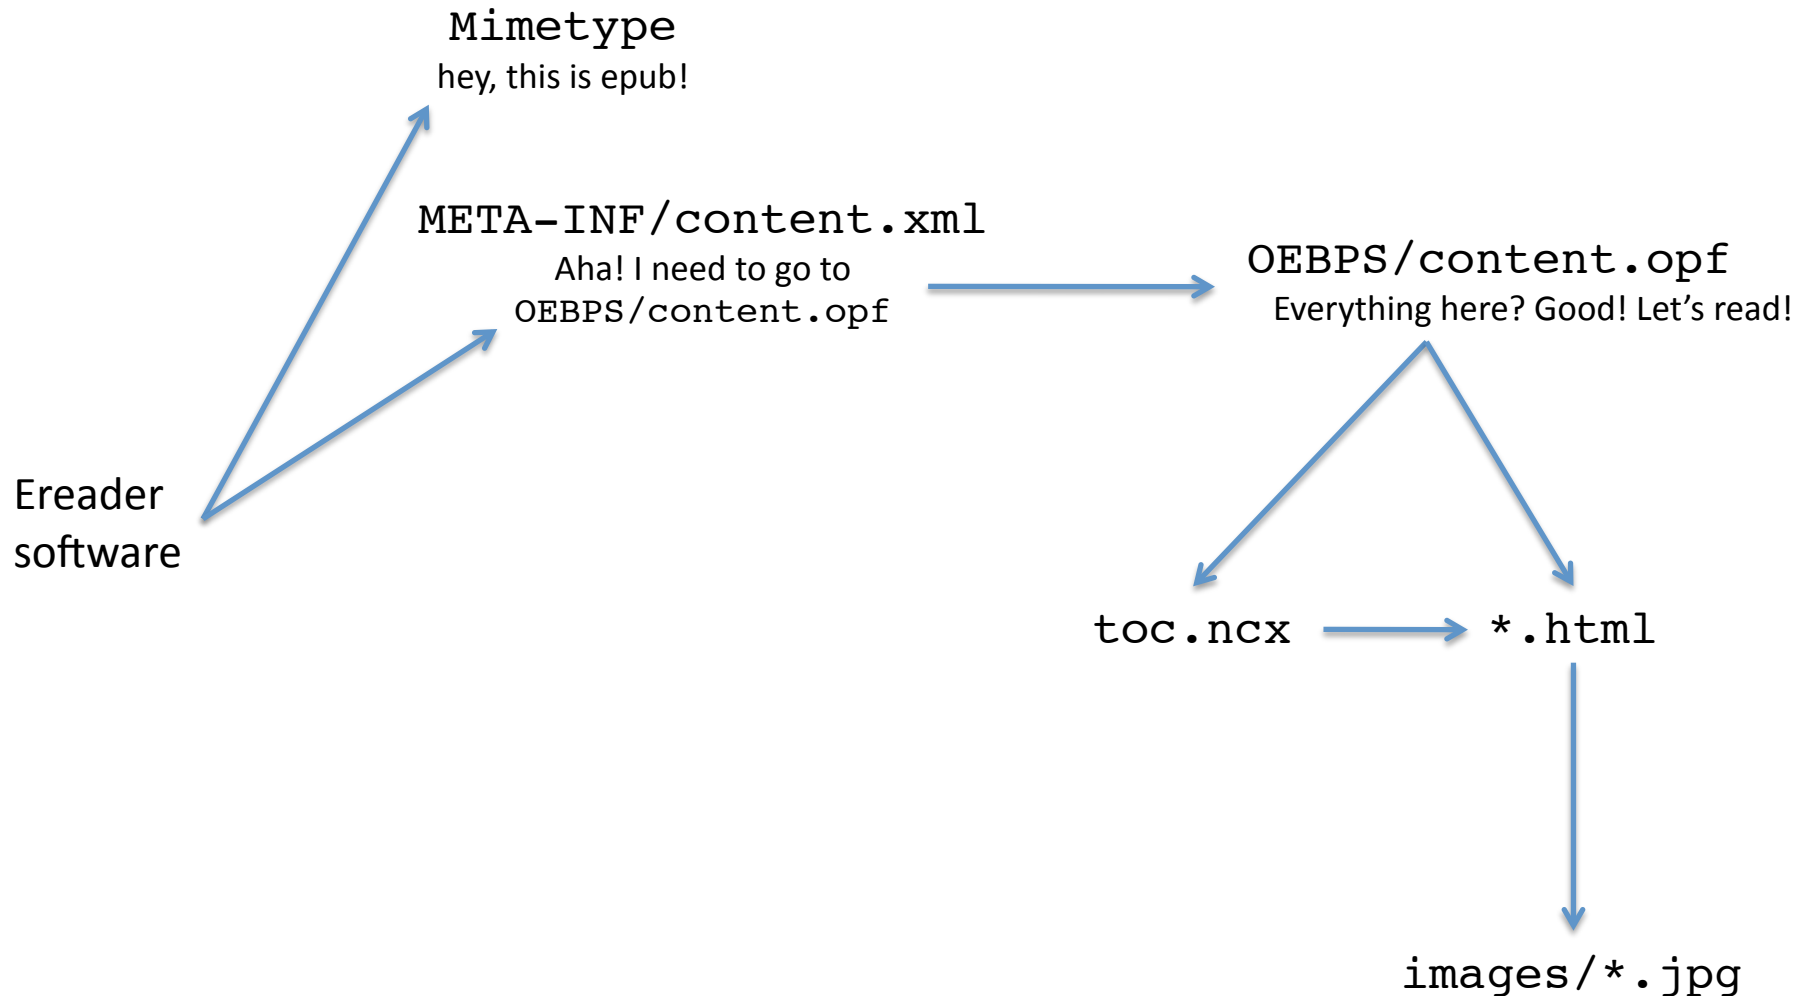 Mimetype
hey, this is epub!
META-INF/content.xml
Aha! I need to go to
OEBPS/content.opf
OEBPS/content.opf
Everything here? Good! Let’s read!
Ereader
software
toc.ncx
*.html
images/*.jpg